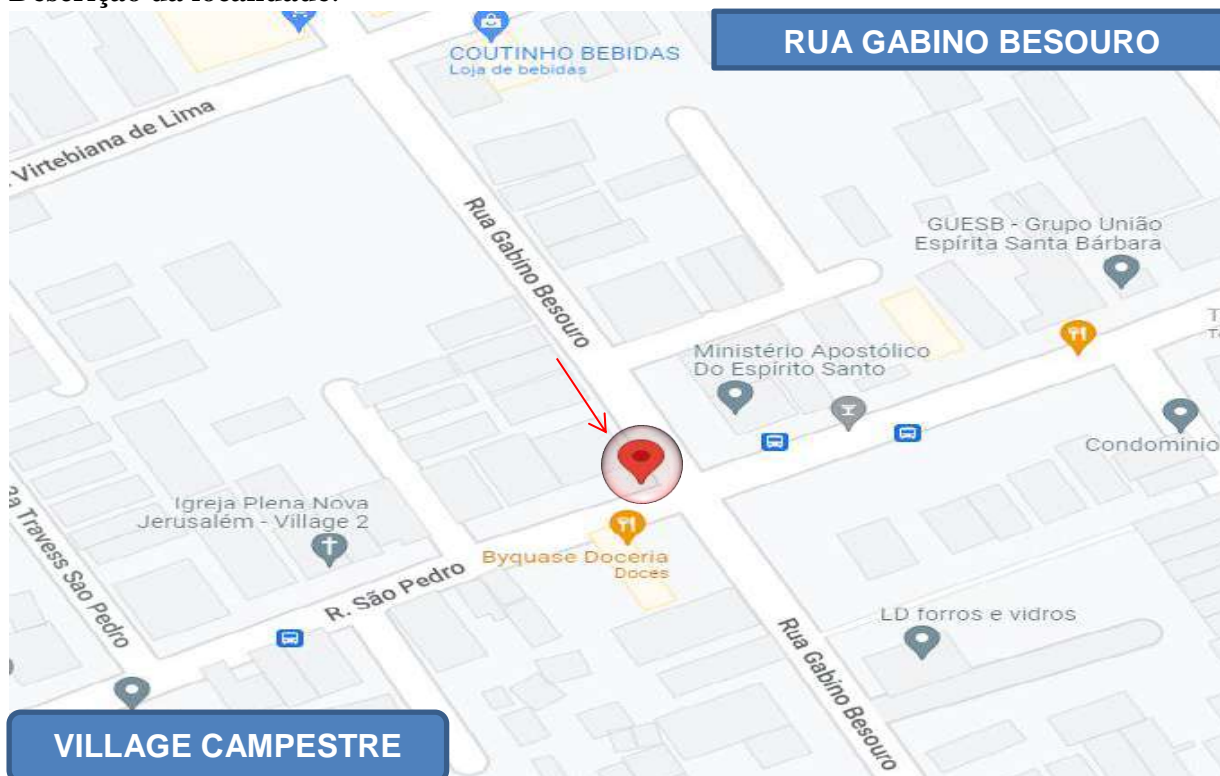 RUA GABINO BESOURO
COUTINHO BEBIDAS
Loja de bebidas
Virtebiana de Lima
Rua Gabino Besouro
GUESB - Grupo União
Espírita Santa Bárbara
Ministério Apostólico
Do Espírito Santo
Condomínio
Igreja Plena Nova
Jerusalém - Village 2
2a Travess Sao Pedro
Byquase Doceria
Doces
R. São Pedro
LD forros e vidros
Rua Gabino Besouro
VILLAGE CAMPESTRE